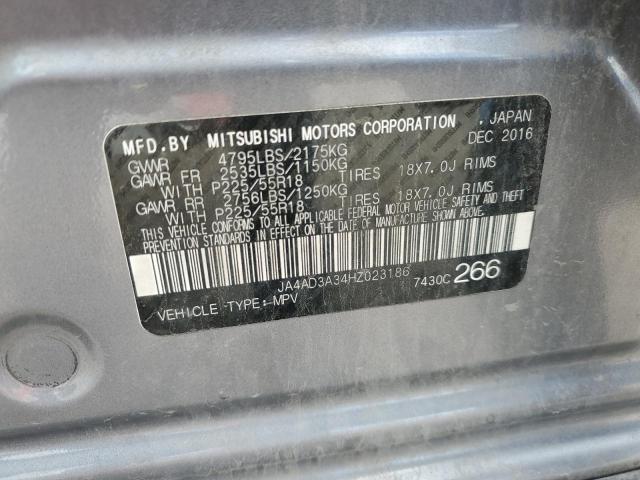 MFD.BY MITSUBISHI MOTORS CORPORATION . JAPAN
GVWR 4795LBS/2175KG DEC 2016
GAWR FR 2535LBS/1150KG
WITH P225/55R18 TIRES 18X7.0J RIMS
GAWR RR 2756LBS/1250KG
WITH P225/55R18 TIRES 18X7.0J RIMS
THIS VEHICLE CONFORMS TO ALL APPLICABLE FEDERAL MOTOR VEHICLE SAFETY AND THEFT
PREVENTION STANDARDS IN EFFECT ON THE DATE OF MANUFACTURE SHOWN ABOVE.
JA4AD3A34HZ023186 7430C 266
VEHICLE TYPE:-MPV